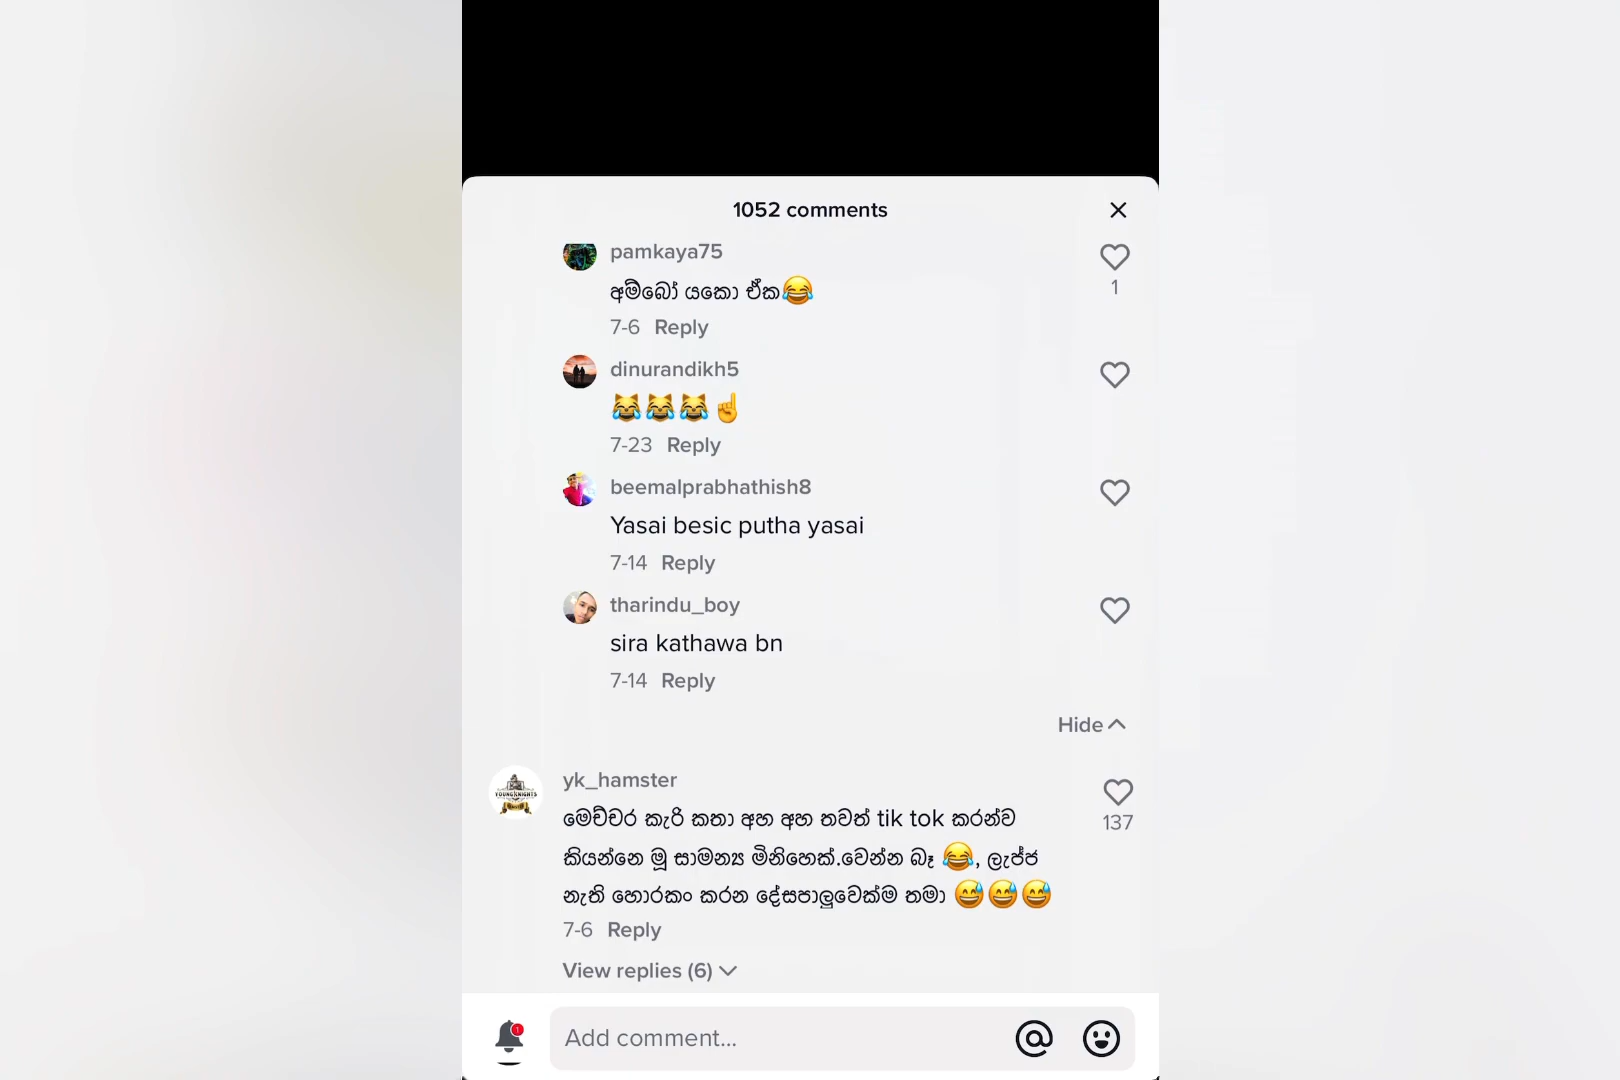 1052 comments
pamkaya75
අම්බෝ යකො ඒක😂
1
7-6 Reply
dinurandikh5
😹😹😹☝️
7-23 Reply
beemalprabhathish8
Yasai besic putha yasai
7-14 Reply
tharindu_boy
sira kathawa bn
7-14 Reply
Hide
yk_hamster
මෙච්චර කැරි කතා අහ අහ තවත් tik tok කරන්ව
කියන්නෙ මූ සාමන්‍ය මිනිහෙක්.වෙන්න බෑ 😂, ලැජ්ජ
නැති හොරකං කරන දේසපාලුවෙක්ම තමා 😅😅😅
137
7-6 Reply
View replies (6)
1
Add comment...